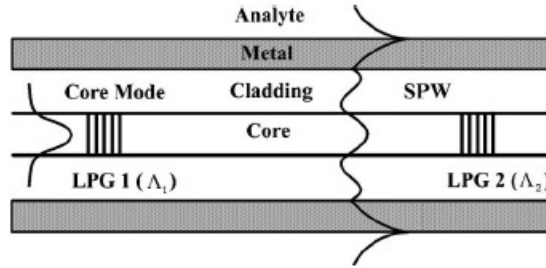 Analyte
Metal
Core Mode Cladding SPW
Core
LPG 1 (Λ₁) LPG 2 (Λ₂)